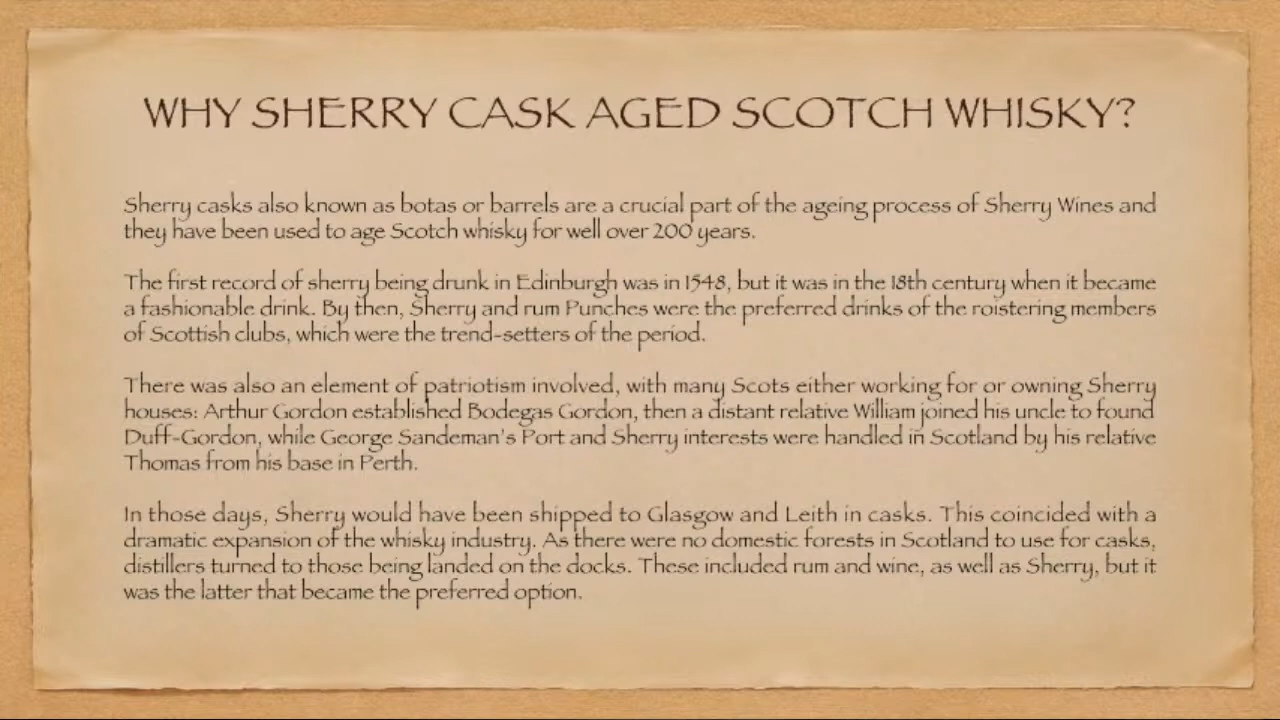 WHY SHERRY CASK AGED SCOTCH WHISKY?
Sherry casks also known as botas or barrels are a crucial part of the ageing process of Sherry Wines and
they have been used to age Scotch whisky for well over 200 years.
The first record of sherry being drunk in Edinburgh was in 1548, but it was in the 18th century when it became
a fashionable drink. By then, Sherry and rum Punches were the preferred drinks of the roistering members
of Scottish clubs, which were the trend-setters of the period.
There was also an element of patriotism involved, with many Scots either working for or owning Sherry
houses: Arthur Gordon established Bodegas Gordon, then a distant relative William joined his uncle to found
Duff-Gordon, while George Sandeman's Port and Sherry interests were handled in Scotland by his relative
Thomas from his base in Perth.
In those days, Sherry would have been shipped to Glasgow and Leith in casks. This coincided with a
dramatic expansion of the whisky industry. As there were no domestic forests in Scotland to use for casks,
distillers turned to those being landed on the docks. These included rum and wine, as well as Sherry, but it
was the latter that became the preferred option.